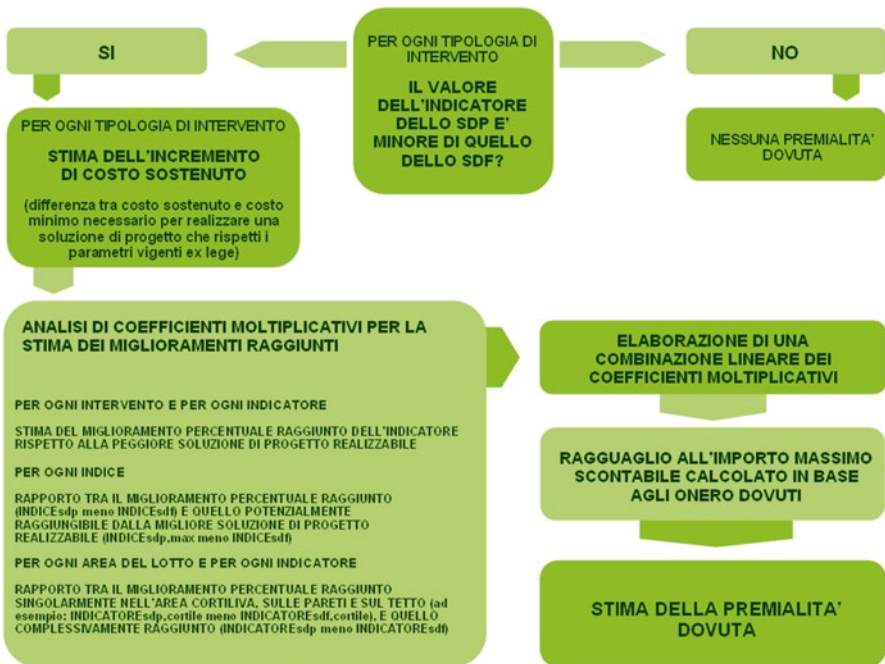 SI
PER OGNI TIPOLOGIA DI
INTERVENTO
IL VALORE
DELL'INDICATORE
DELLO SDP E'
MINORE DI QUELLO
DELLO SDF?
NO
PER OGNI TIPOLOGIA DI INTERVENTO
STIMA DELL'INCREMENTO
DI COSTO SOSTENUTO
(differenza tra costo sostenuto e costo
minimo necessario per realizzare una
soluzione di progetto che rispetti i
parametri vigenti ex lege)
NESSUNA PREMIALITA'
DOVUTA
ANALISI DI COEFFICIENTI MOLTIPLICATIVI PER LA
STIMA DEI MIGLIORAMENTI RAGGIUNTI
PER OGNI INTERVENTO E PER OGNI INDICATORE
STIMA DEL MIGLIORAMENTO PERCENTUALE RAGGIUNTO DELL'INDICATORE
RISPETTO ALLA PEGGIORE SOLUZIONE DI PROGETTO REALIZZABILE
PER OGNI INDICE
RAPPORTO TRA IL MIGLIORAMENTO PERCENTUALE RAGGIUNTO
(INDICEsdp meno INDICEsdf) E QUELLO POTENZIALMENTE
RAGGIUNGIBILE DALLA MIGLIORE SOLUZIONE DI PROGETTO
REALIZZABILE (INDICEsdp,max meno INDICEsdf)
PER OGNI AREA DEL LOTTO E PER OGNI INDICATORE
RAPPORTO TRA IL MIGLIORAMENTO PERCENTUALE RAGGIUNTO
SINGOLARMENTE NELL'AREA CORTILIVA, SULLE PARETI E SUL TETTO (ad
esempio: INDICATOREsdp,cortile meno INDICATOREsdf,cortile), E QUELLO
COMPLESSIVAMENTE RAGGIUNTO (INDICATOREsdp meno INDICATOREsdf)
ELABORAZIONE DI UNA
COMBINAZIONE LINEARE DEI
COEFFICIENTI MOLTIPLICATIVI
RAGGUAGLIO ALL'IMPORTO MASSIMO
SCONTABILE CALCOLATO IN BASE
AGLI ONERO DOVUTI
STIMA DELLA PREMIALITA'
DOVUTA